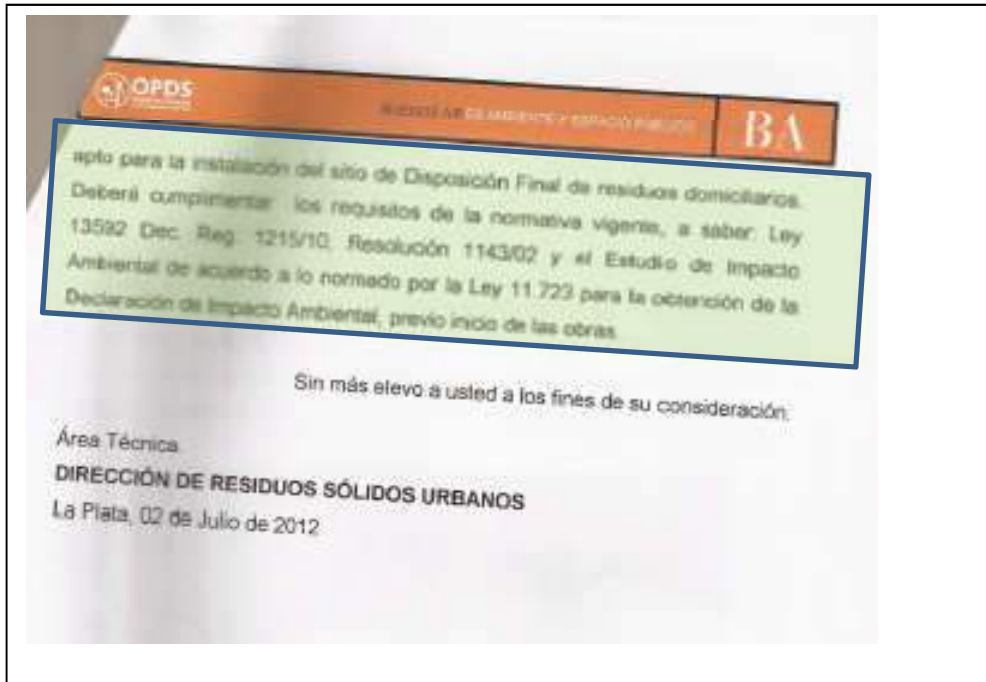 OPDS
BA
apto para la instalación del sitio de Disposición Final de residuos domiciliarios.
Deberá cumplimentar los requisitos de la normativa vigente, a saber: Ley
13592 Dec. Reg. 1215/10, Resolución 1143/02 y el Estudio de Impacto
Ambiental de acuerdo a lo normado por la Ley 11.723 para la obtención de la
Declaración de Impacto Ambiental, previo inicio de las obras.
Sin más elevo a usted a los fines de su consideración.
Área Técnica
DIRECCIÓN DE RESIDUOS SÓLIDOS URBANOS
La Plata, 02 de Julio de 2012